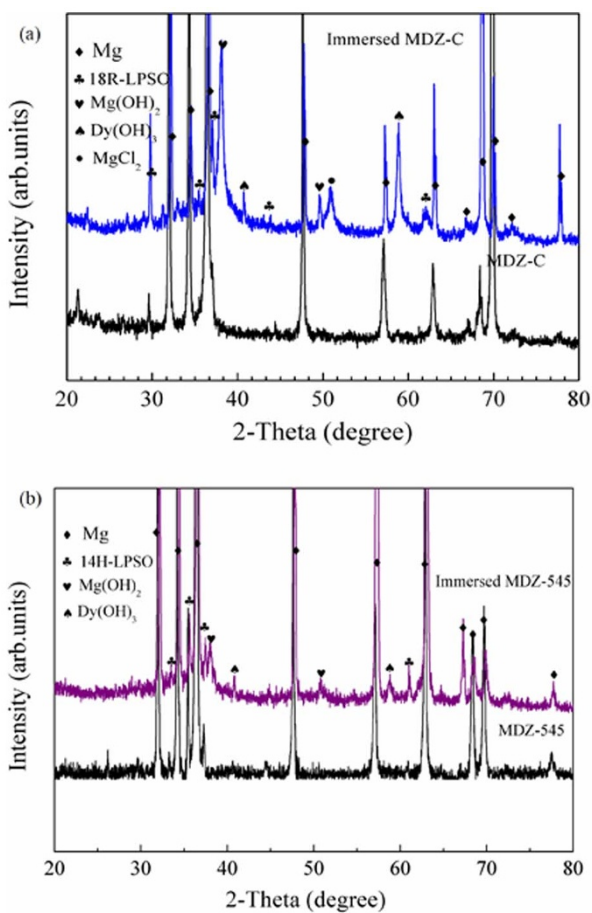 (a)
Immersed MDZ-C
♦ Mg
♣ 18R-LPSO
♥ Mg(OH)₂
♠ Dy(OH)₃
● MgCl₂
MDZ-C
Intensity (arb.units)
20 30 40 50 60 70 80
2-Theta (degree)
(b)
♦ Mg
♣ 14H-LPSO
♥ Mg(OH)₂
♠ Dy(OH)₃
Immersed MDZ-545
MDZ-545
Intensity (arb.units)
20 30 40 50 60 70 80
2-Theta (degree)